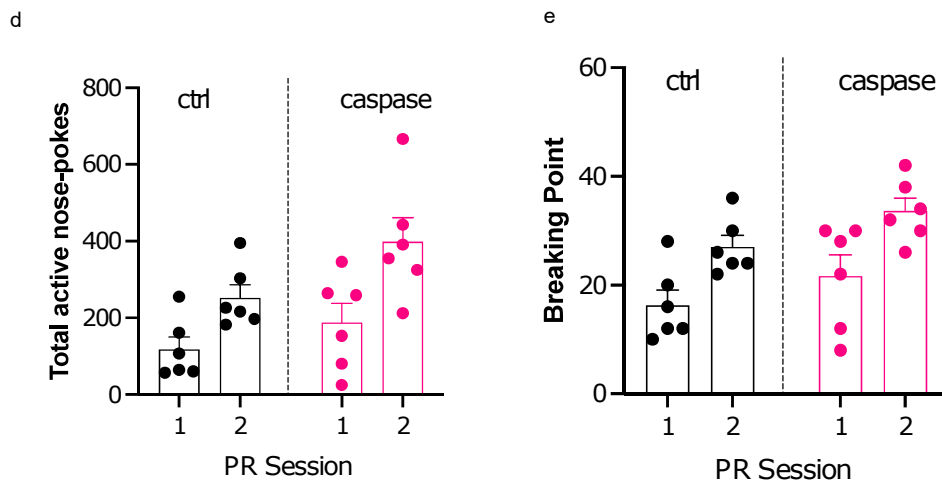 d
Total active nose-pokes
800
600
400
200
0
ctrl
caspase
1
2
1
2
PR Session
e
Breaking Point
60
40
20
0
ctrl
caspase
1
2
1
2
PR Session